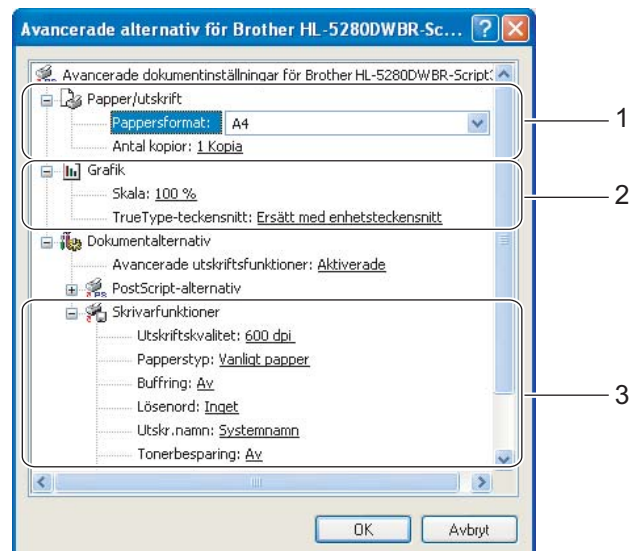 Avancerade alternativ för Brother HL-5280DWBR-Sc...
Avancerade dokumentinställningar för Brother HL-5280DWBR-Script
Papper/utskrift
Pappersformat: A4
Antal kopior: 1 Kopia
1
Grafik
Skala: 100 %
TrueType-teckensnitt: Ersätt med enhetsteckensnitt
2
Dokumentalternativ
Avancerade utskriftsfunktioner: Aktiverade
PostScript-alternativ
Skrivarfunktioner
Utskriftskvalitet: 600 dpi
Papperstyp: Vanligt papper
Buffring: Av
Lösenord: Inget
Utskr.namn: Systemnamn
Tonerbesparing: Av
3
OK Avbryt